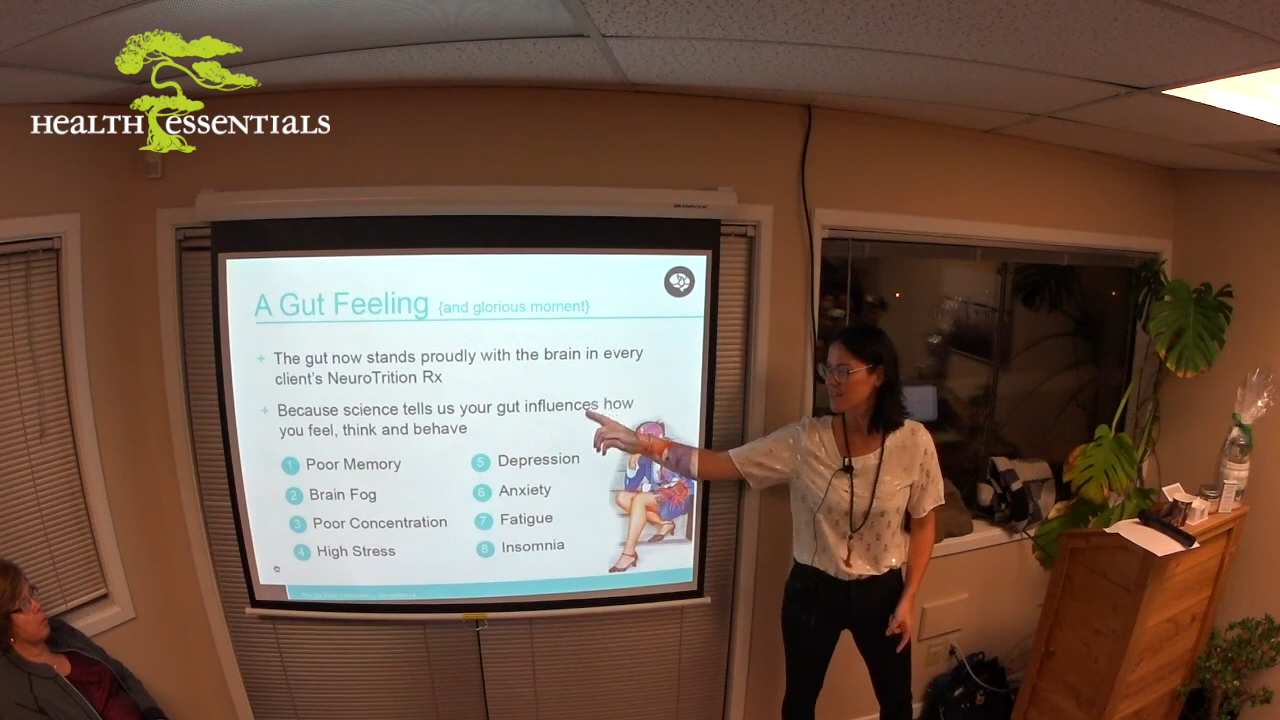 HEALTH ESSENTIALS
A Gut Feeling {and glorious moment}
+ The gut now stands proudly with the brain in every
client's NeuroTrition Rx
+ Because science tells us your gut influences how
you feel, think and behave
1 Poor Memory
2 Brain Fog
3 Poor Concentration
4 High Stress
5 Depression
6 Anxiety
7 Fatigue
8 Insomnia